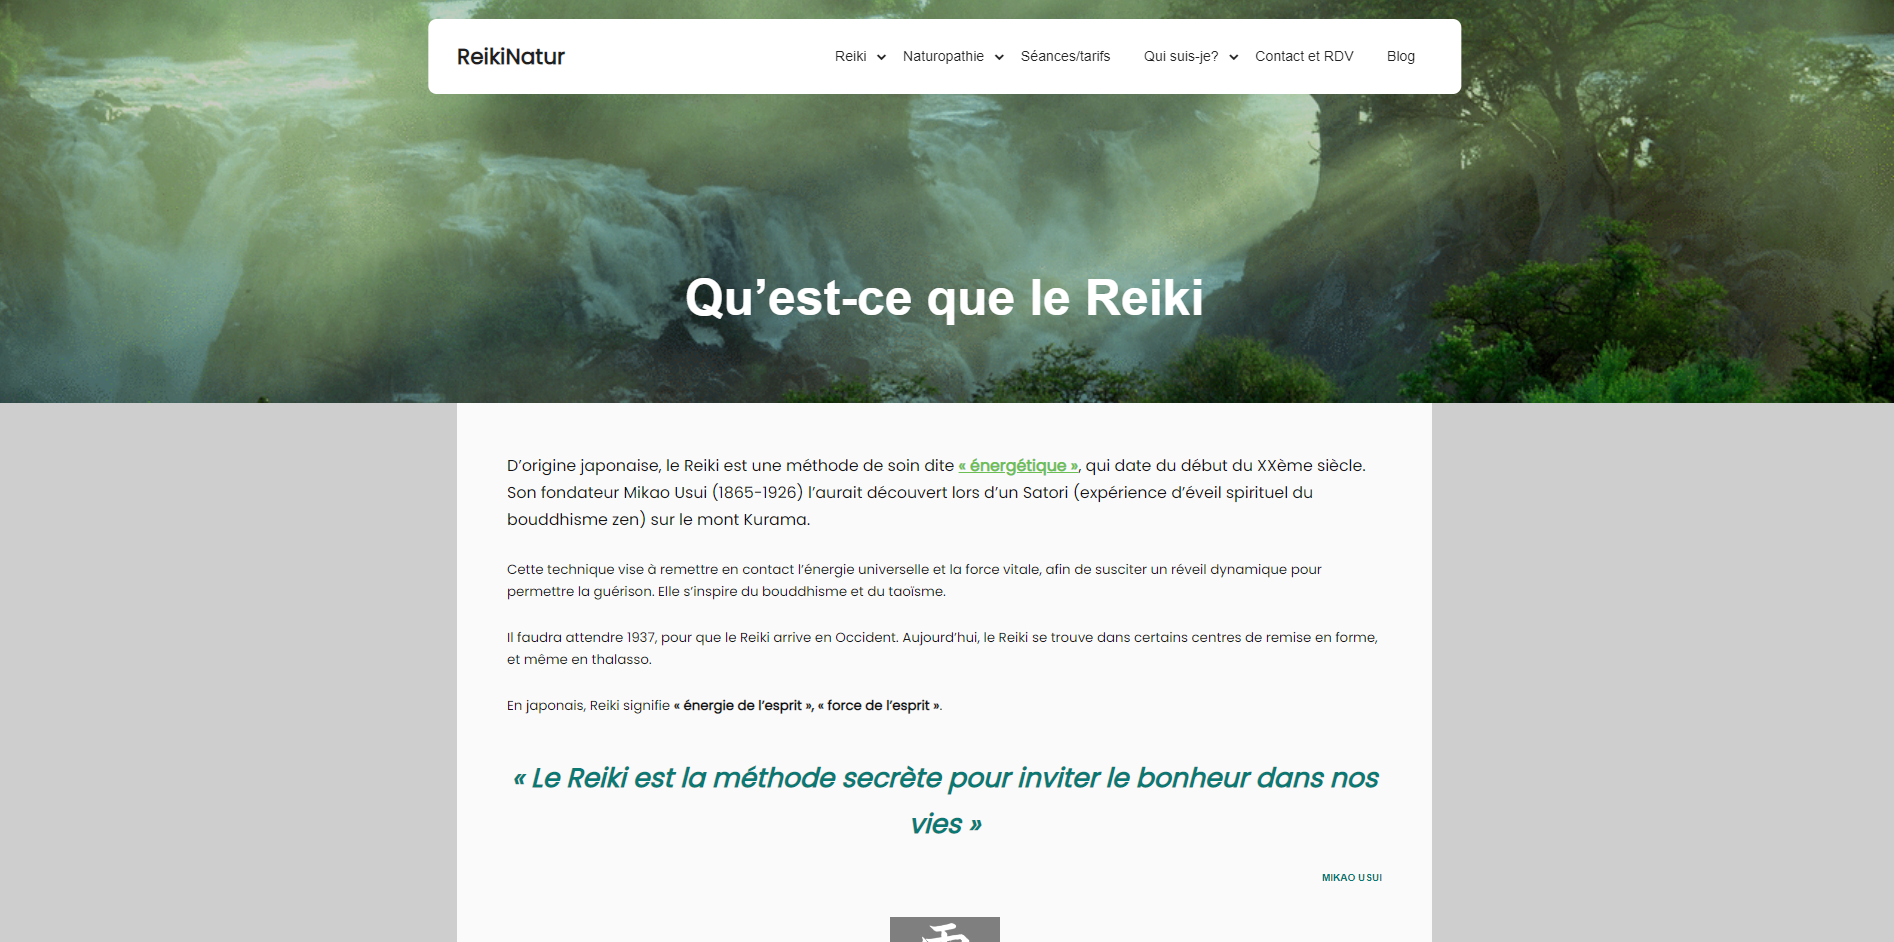 ReikiNatur
Reiki Naturopathie Séances/tarifs Qui suis-je? Contact et RDV Blog
Qu’est-ce que le Reiki
D’origine japonaise, le Reiki est une méthode de soin dite « énergétique », qui date du début du XXème siècle.
Son fondateur Mikao Usui (1865-1926) l’aurait découvert lors d’un Satori (expérience d’éveil spirituel du
bouddhisme zen) sur le mont Kurama.
Cette technique vise à remettre en contact l’énergie universelle et la force vitale, afin de susciter un réveil dynamique pour
permettre la guérison. Elle s’inspire du bouddhisme et du taoïsme.
Il faudra attendre 1937, pour que le Reiki arrive en Occident. Aujourd’hui, le Reiki se trouve dans certains centres de remise en forme,
et même en thalasso.
En japonais, Reiki signifie « énergie de l’esprit », « force de l’esprit ».
« Le Reiki est la méthode secrète pour inviter le bonheur dans nos
vies »
MIKAO USUI